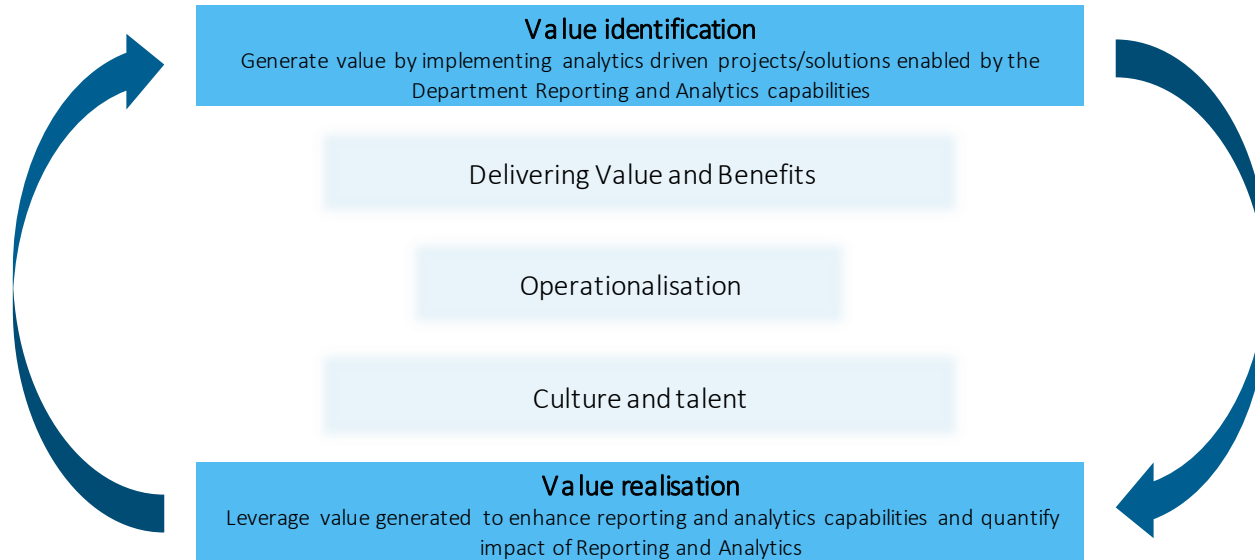 Value identification
Generate value by implementing analytics driven projects/solutions enabled by the
Department Reporting and Analytics capabilities
Delivering Value and Benefits
Operationalisation
Culture and talent
Value realisation
Leverage value generated to enhance reporting and analytics capabilities and quantify
impact of Reporting and Analytics